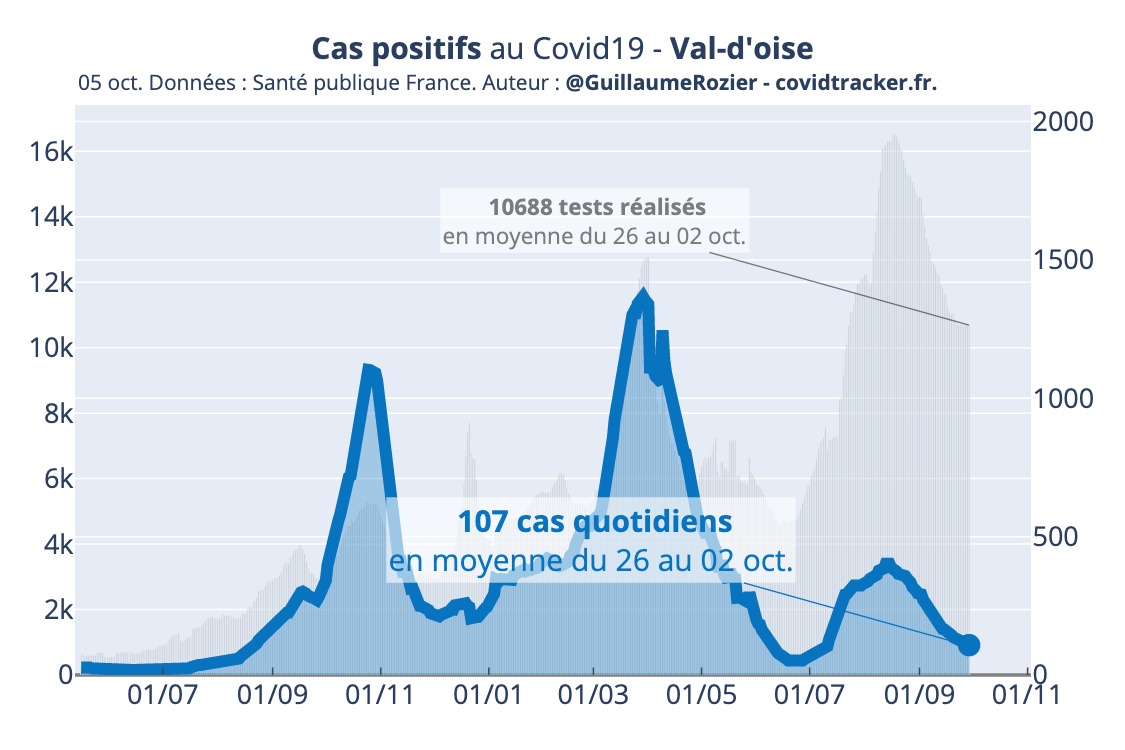 Cas positifs au Covid19 - Val-d'oise
05 oct. Données : Santé publique France. Auteur : @GuillaumeRozier - covidtracker.fr.
2000
16k
14k
10688 tests réalisés
en moyenne du 26 au 02 oct.
1500
12k
10k
1000
8k
6k
107 cas quotidiens
en moyenne du 26 au 02 oct.
500
4k
2k
0
0
01/07 01/09 01/11 01/01 01/03 01/05 01/07 01/09 01/11